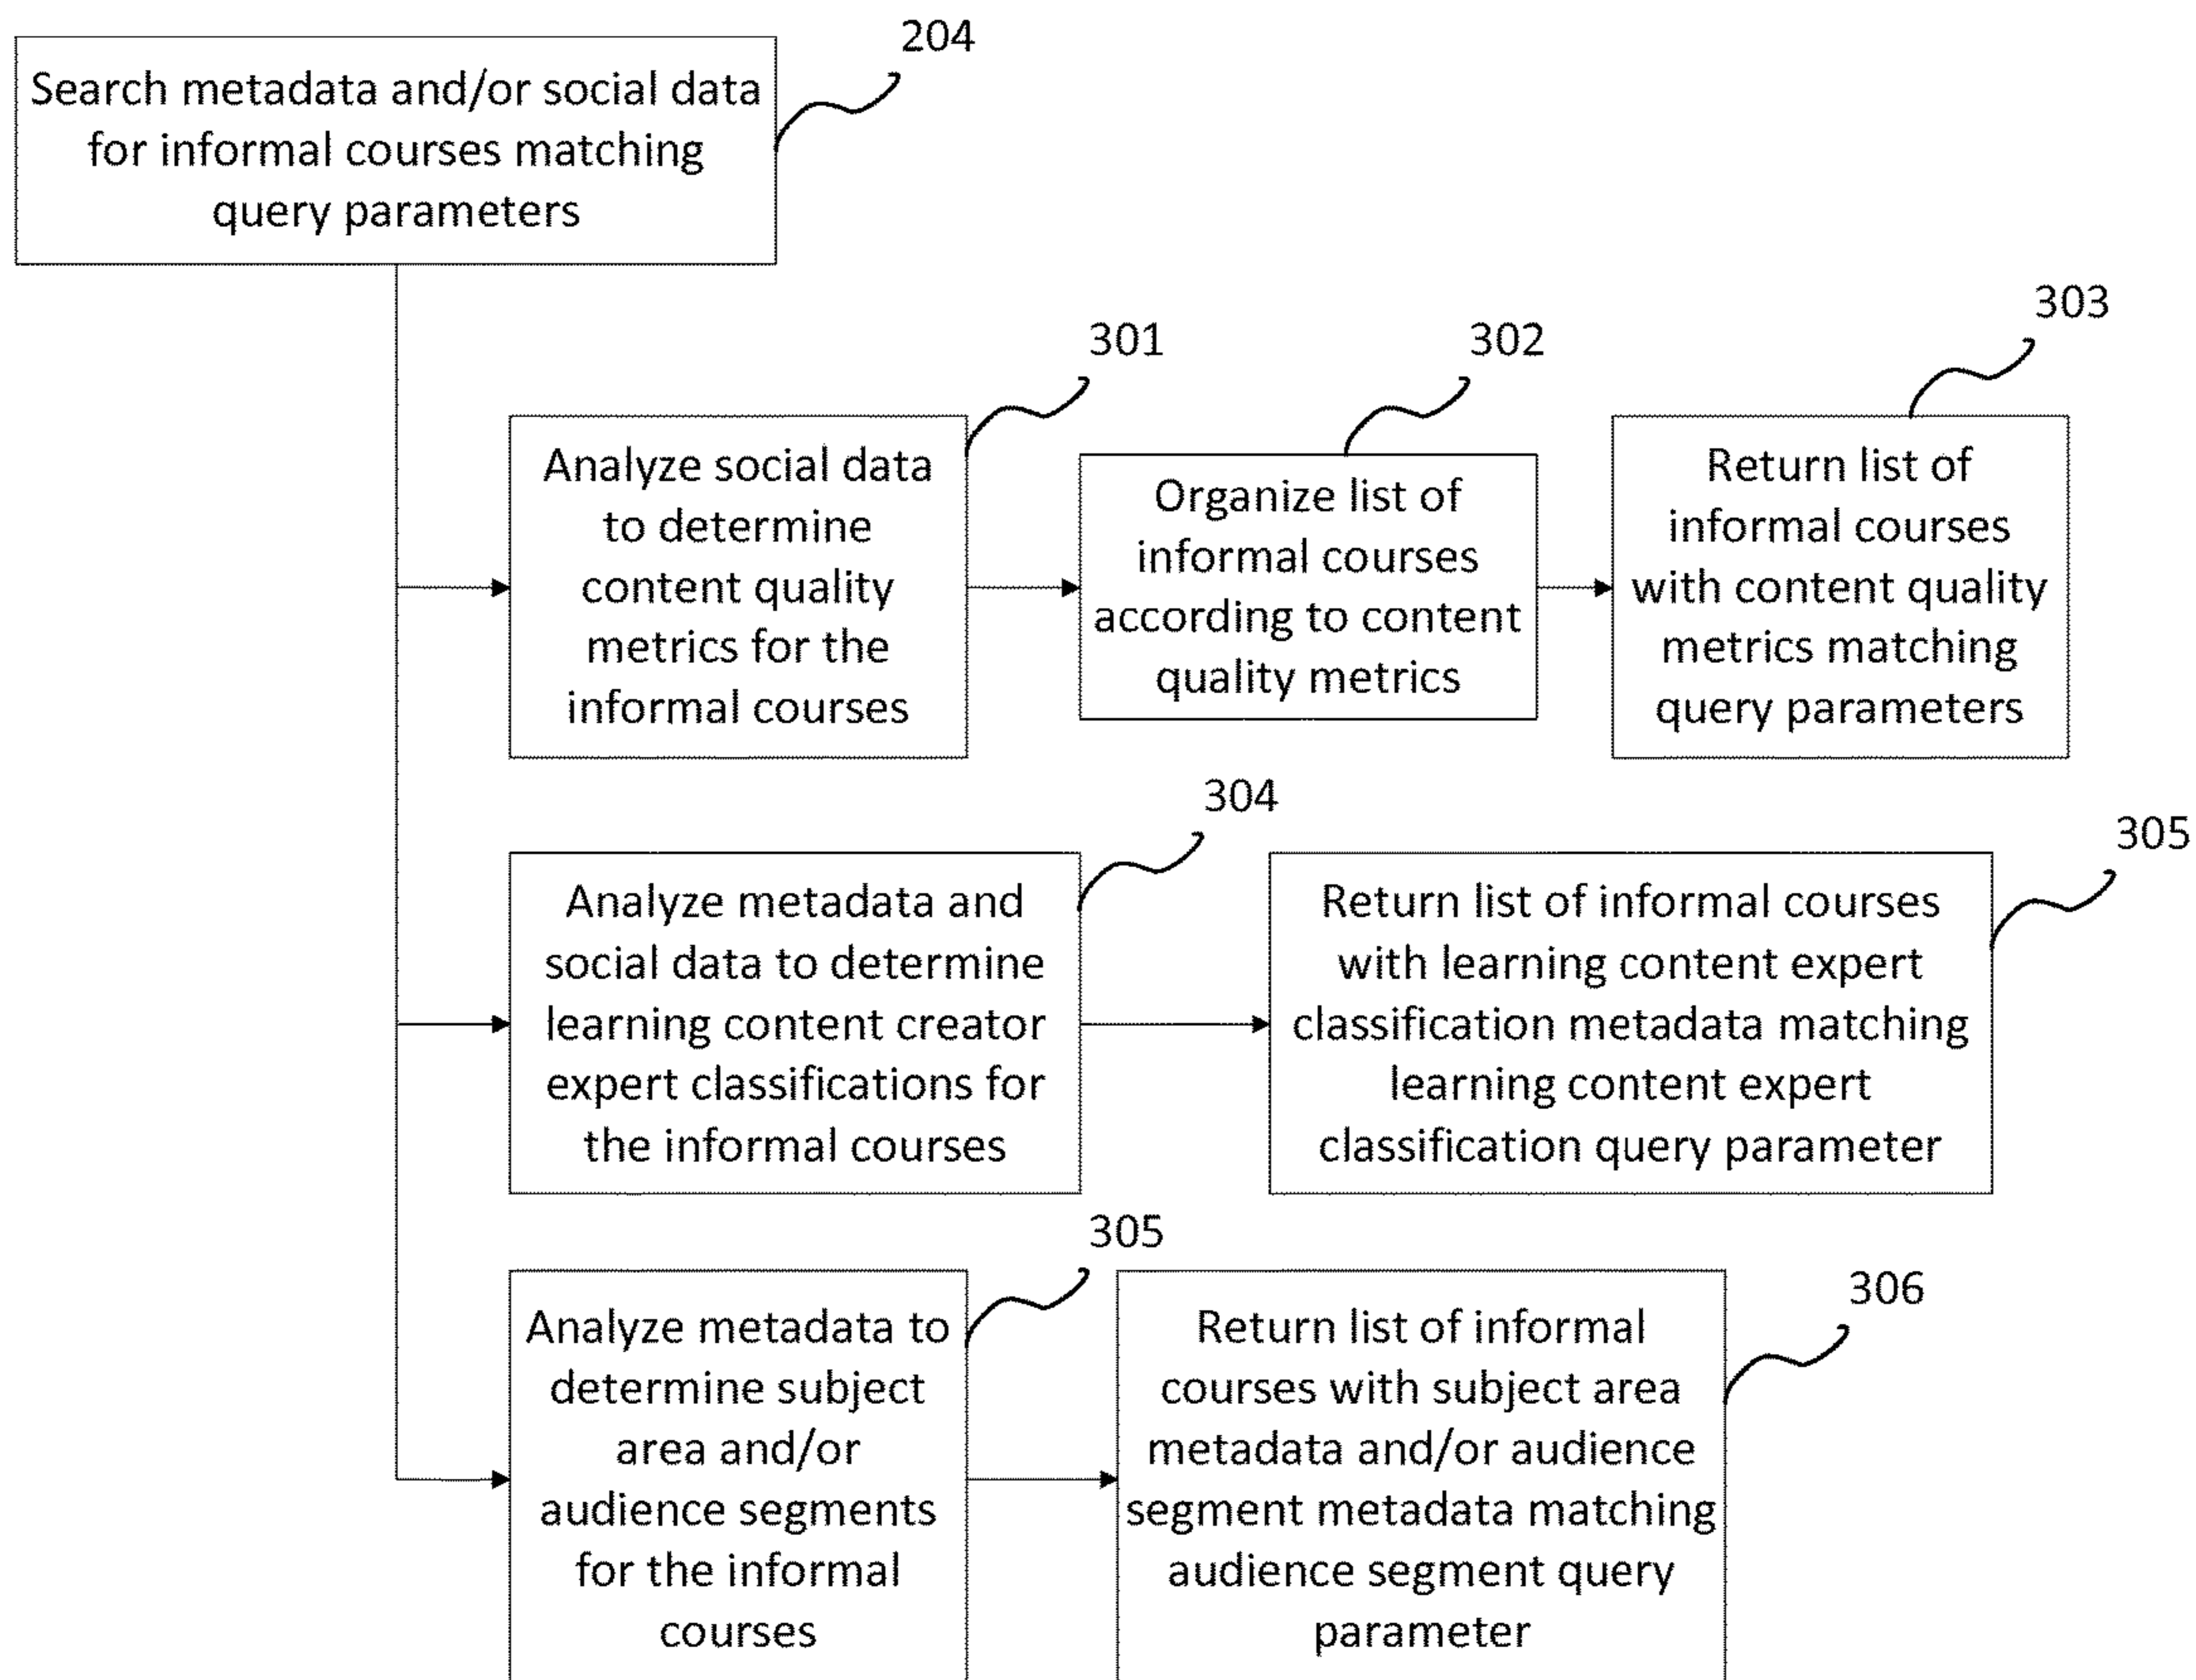 204
Search metadata and/or social data
for informal courses matching
query parameters
301
Analyze social data
to determine
content quality
metrics for the
informal courses
302
Organize list of
informal courses
according to content
quality metrics
303
Return list of
informal courses
with content quality
metrics matching
query parameters
304
Analyze metadata and
social data to determine
learning content creator
expert classifications for
the informal courses
305
Return list of informal courses
with learning content expert
classification metadata matching
learning content expert
classification query parameter
305
Analyze metadata to
determine subject
area and/or
audience segments
for the informal
courses
306
Return list of informal
courses with subject area
metadata and/or audience
segment metadata matching
audience segment query
parameter